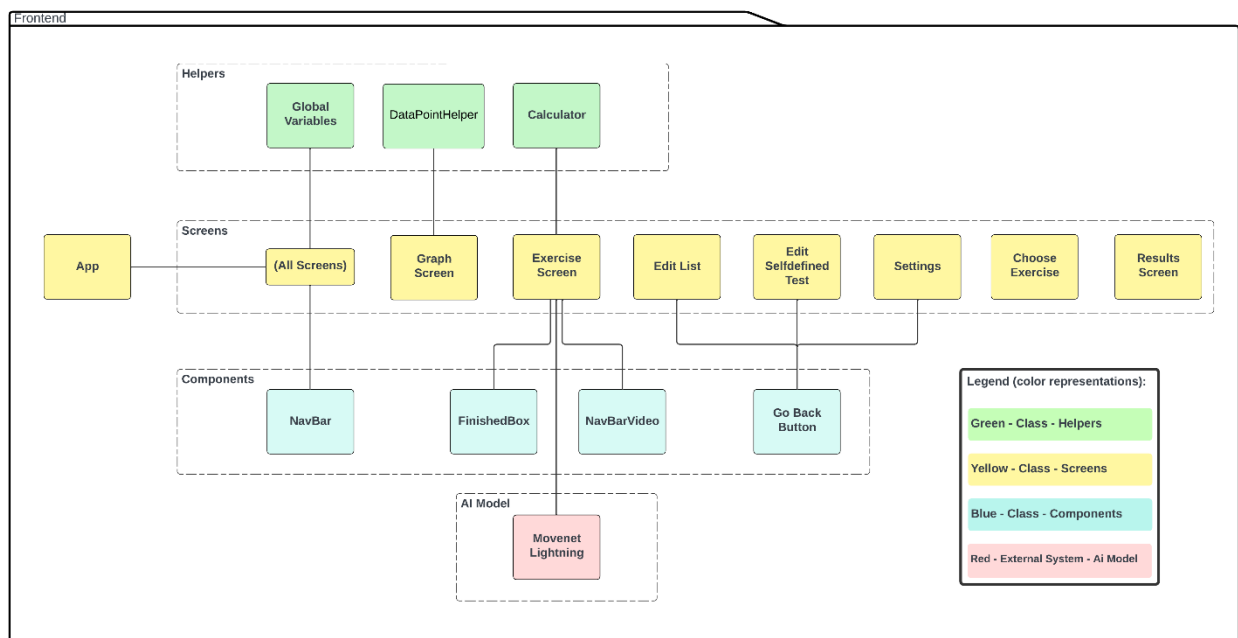 Frontend
Helpers
Global
Variables
DataPointHelper
Calculator
Screens
App
(All Screens)
Graph
Screen
Exercise
Screen
Edit List
Edit
Selfdefined
Test
Settings
Choose
Exercise
Results
Screen
Components
NavBar
FinishedBox
NavBarVideo
Go Back
Button
AI Model
Movenet
Lightning
Legend (color representations):
Green - Class - Helpers
Yellow - Class - Screens
Blue - Class - Components
Red - External System - Ai Model